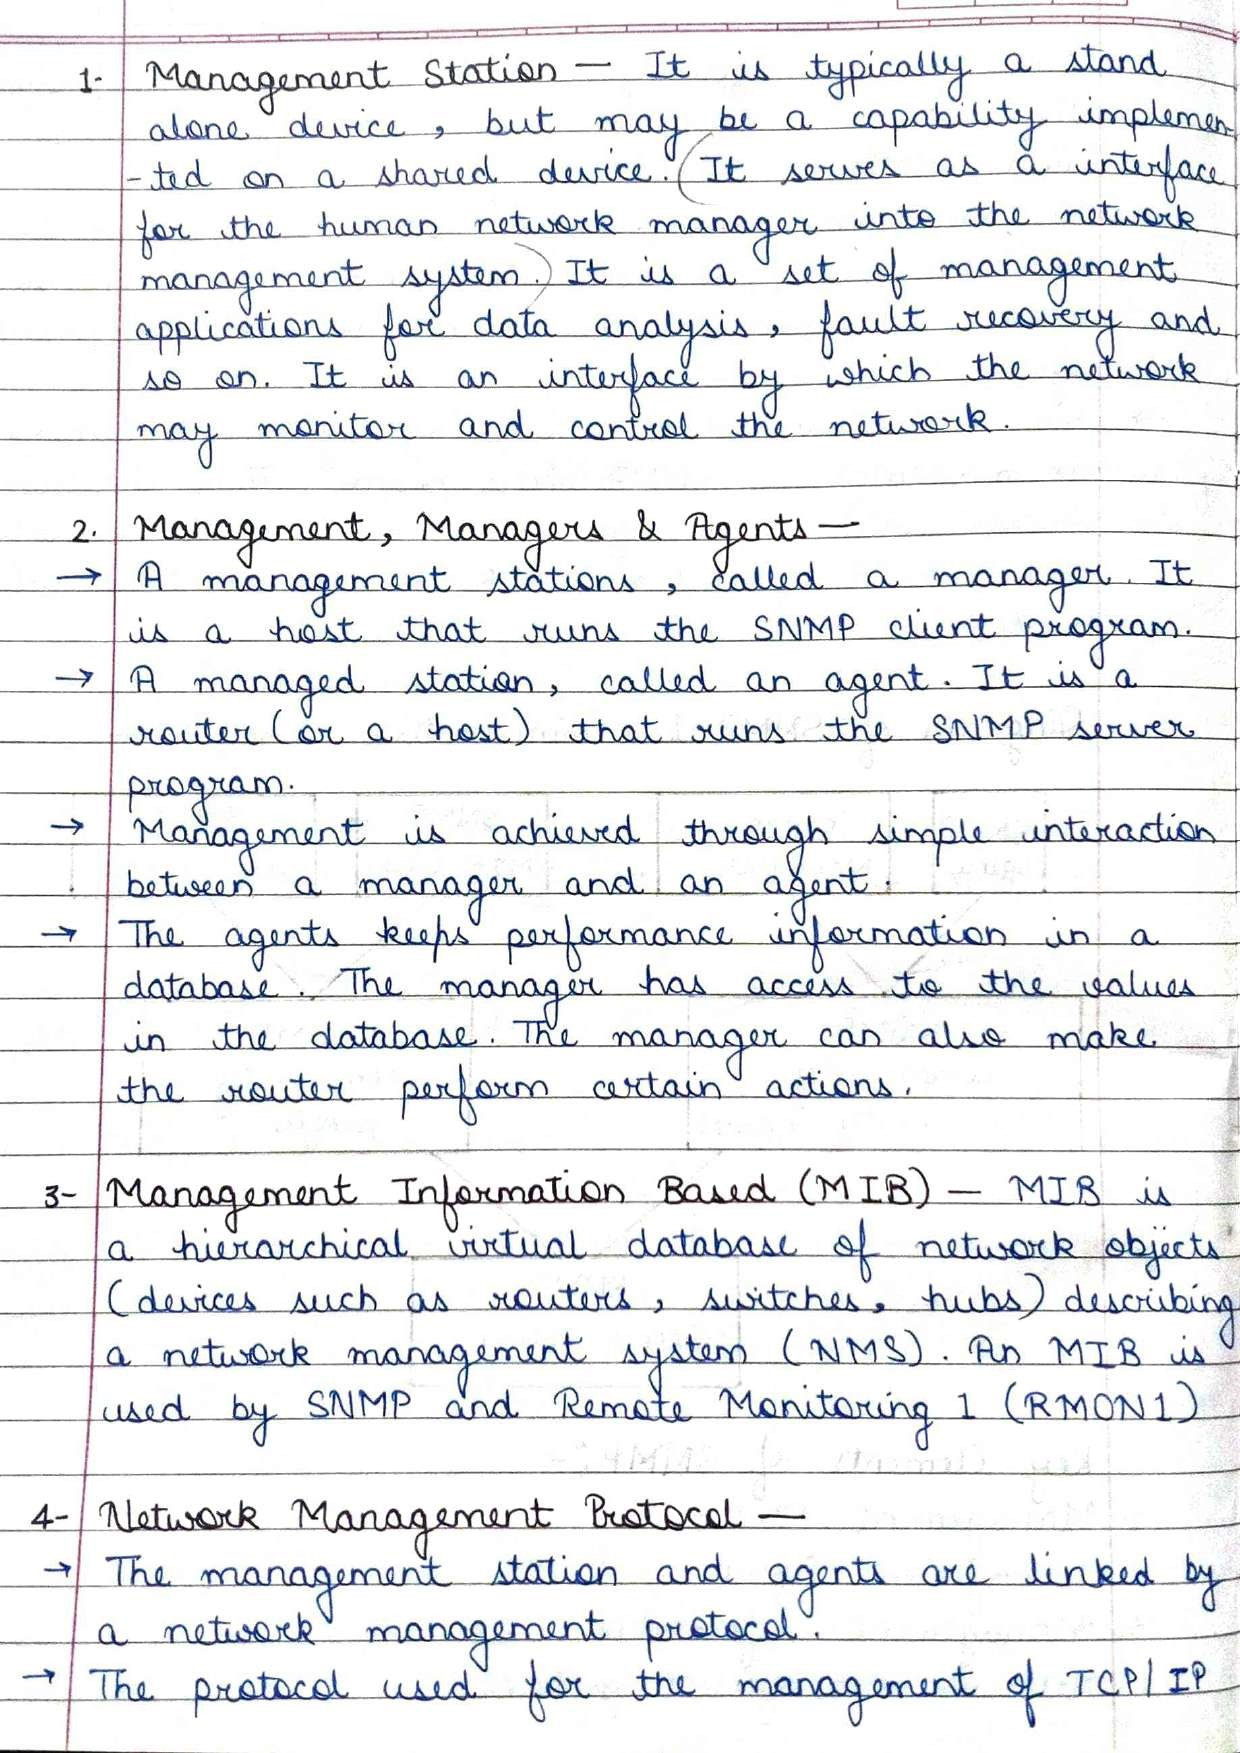 1- Management Station — It is typically a stand
alone device, but may be a capability implemen-
-ted on a shared device. (It serves as a interface
for the human network manager into the network
management system.) It is a set of management
applications for data analysis, fault recovery and
so on. It is an interface by which the network
may monitor and control the network.
2. Management, Managers & Agents —
→ A management stations, called a manager. It
is a host that runs the SNMP client program.
→ A managed station, called an agent. It is a
router (or a host) that runs the SNMP server
program.
→ Management is achieved through simple interaction
between a manager and an agent.
→ The agents keeps performance information in a
database. The manager has access to the values
in the database. The manager can also make
the router perform certain actions.
3- Management Information Based (MIB) — MIB is
a hierarchical virtual database of network objects
(devices such as routers, switches, hubs) describing
a network management system (NMS). An MIB is
used by SNMP and Remote Monitoring 1 (RMON1)
4- Network Management Protocol —
→ The management station and agents are linked by
a network management protocol.
→ The protocol used for the management of TCP/IP